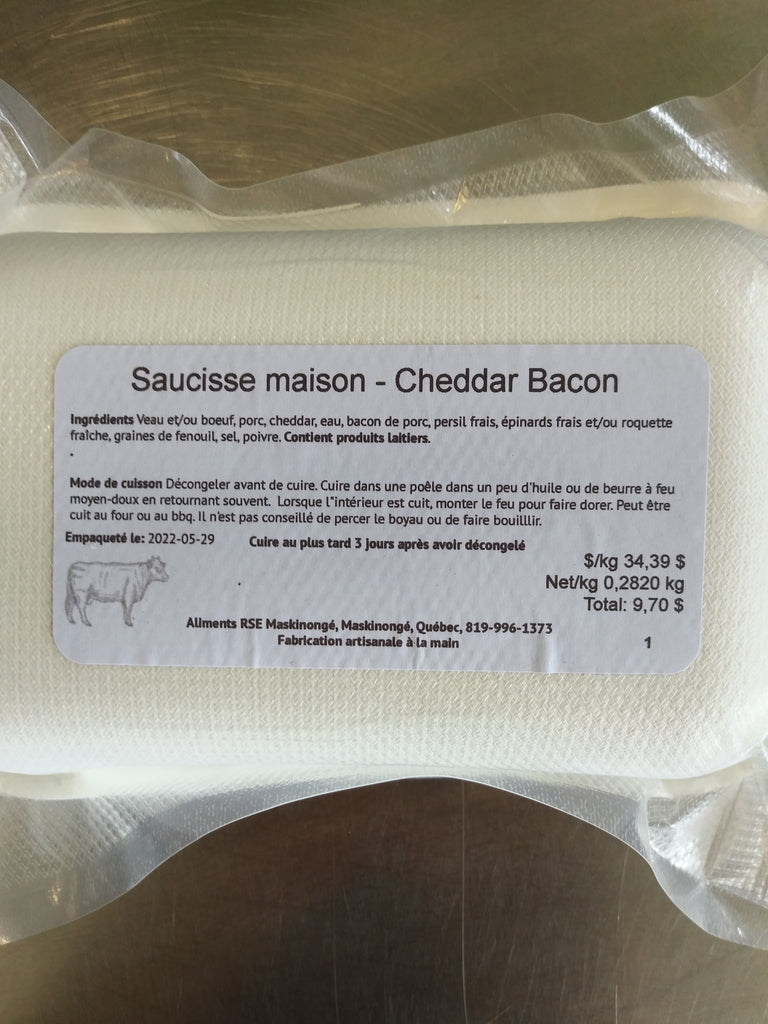 Saucisse maison - Cheddar Bacon
Ingrédients Veau et/ou boeuf, porc, cheddar, eau, bacon de porc, persil frais, épinards frais et/ou roquette
fraîche, graines de fenouil, sel, poivre. Contient produits laitiers.
.
Mode de cuisson Décongeler avant de cuire. Cuire dans une poêle dans un peu d'huile ou de beurre à feu
moyen-doux en retournant souvent. Lorsque l"intérieur est cuit, monter le feu pour faire dorer. Peut être
cuit au four ou au bbq. Il n'est pas conseillé de percer le boyau ou de faire bouilllir.
Empaqueté le: 2022-05-29 Cuire au plus tard 3 jours après avoir décongelé
$/kg 34,39 $
Net/kg 0,2820 kg
Total: 9,70 $
Aliments RSE Maskinongé, Maskinongé, Québec, 819-996-1373
Fabrication artisanale à la main 1